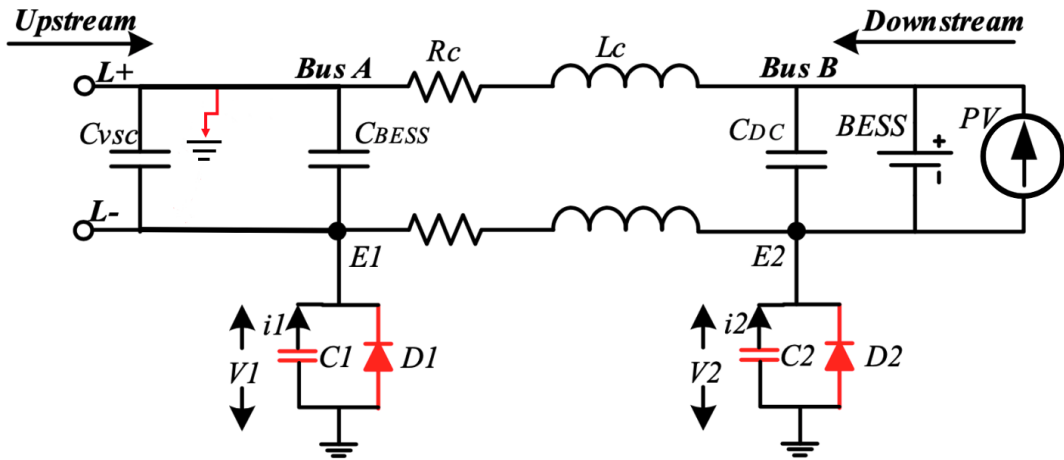 Upstream
Downstream
L+
Bus A
Rc
Lc
Bus B
Cvsc
CBESS
CDC
BESS
+
PV
L-
E1
E2
i1
C1
D1
V1
i2
C2
D2
V2